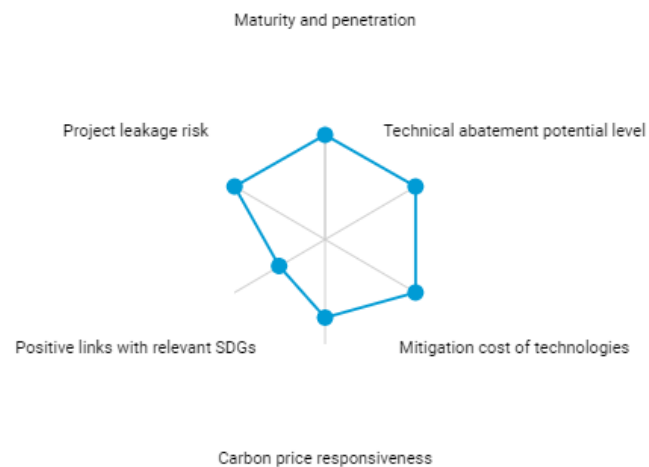 Maturity and penetration
Project leakage risk
Technical abatement potential level
Positive links with relevant SDGs
Mitigation cost of technologies
Carbon price responsiveness